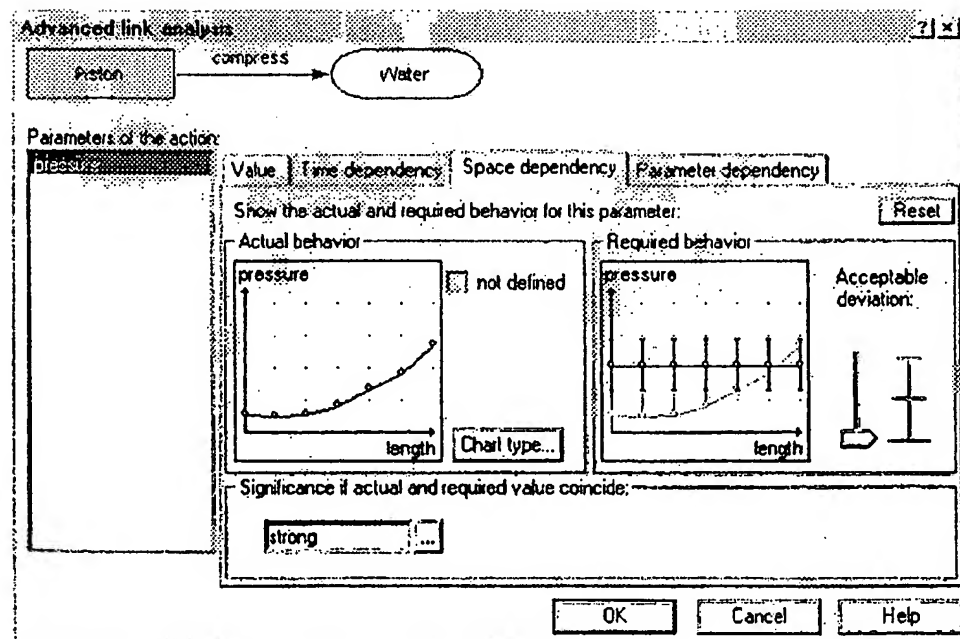 Advanced link analysis
? ×
Piston
compress
Water
Parameters of the action:
pressure
Value
Time dependency
Space dependency
Parameter dependency
Show the actual and required behavior for this parameter:
Reset
Actual behavior
pressure
not defined
length
Chart type...
Required behavior
pressure
Acceptable
deviation:
length
Significance if actual and required value coincide:
strong
...
OK
Cancel
Help